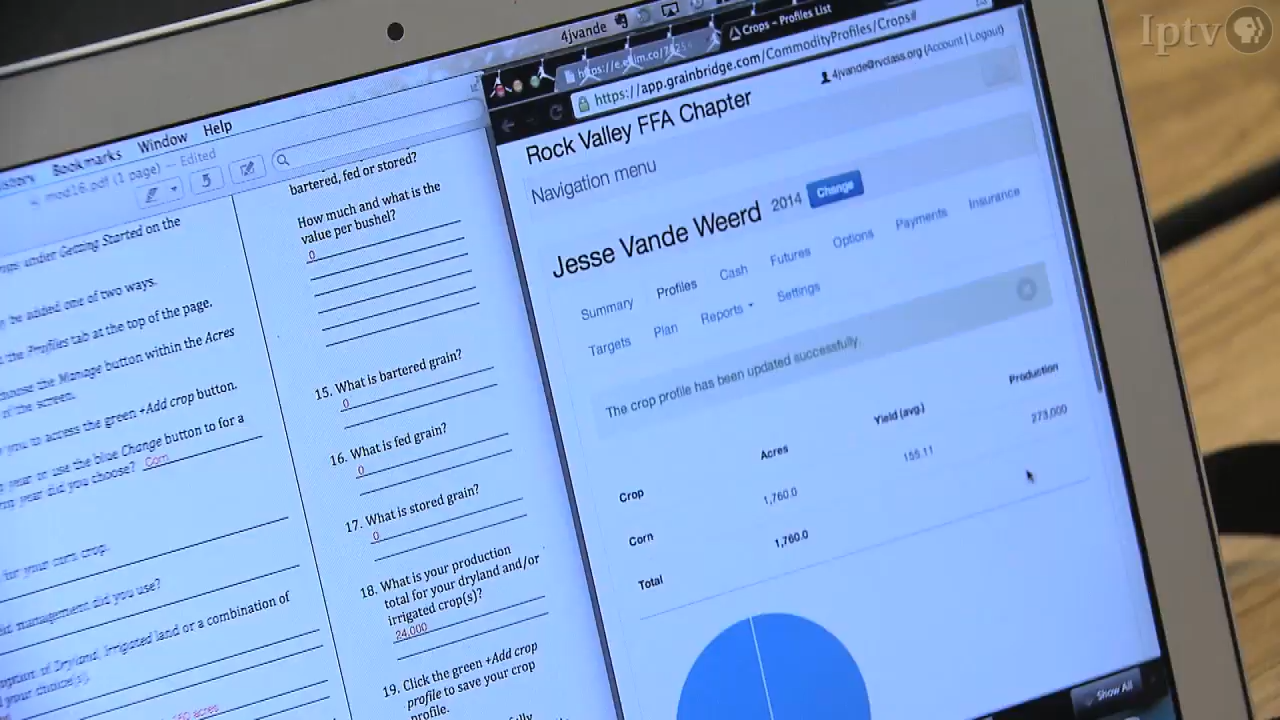 Iptv PBS
4jvande
Crops - Profiles List
https://app.grainbridge.com/CommodityProfiles/Crops#
4jvande@rvclass.org (Account | Logout)
Rock Valley FFA Chapter
Navigation menu
Jesse Vande Weerd 2014 Change
Summary Profiles Cash Futures Options Payments Insurance
Targets Plan Reports Settings
The crop profile has been updated successfully.
Crop Acres Yield (avg.) Production
Corn 1,760.0 155.11 273,000
Total 1,760.0
Show All
Bookmarks Window Help
mod16.pdf (1 page) — Edited
under Getting Started on the
be added one of two ways.
the Profiles tab at the top of the page.
the Manage button within the Acres
of the screen.
you to access the green +Add crop button.
year or use the blue Change button to for a
year did you choose? Corn
for your corn crop.
management did you use?
of Dryland, Irrigated land or a combination of
your choice(s).
acres
bartered, fed or stored?
How much and what is the
value per bushel?
0
15. What is bartered grain?
0
16. What is fed grain?
0
17. What is stored grain?
0
18. What is your production
total for your dryland and/or
irrigated crop(s)?
24,000
19. Click the green +Add crop
profile to save your crop
profile.